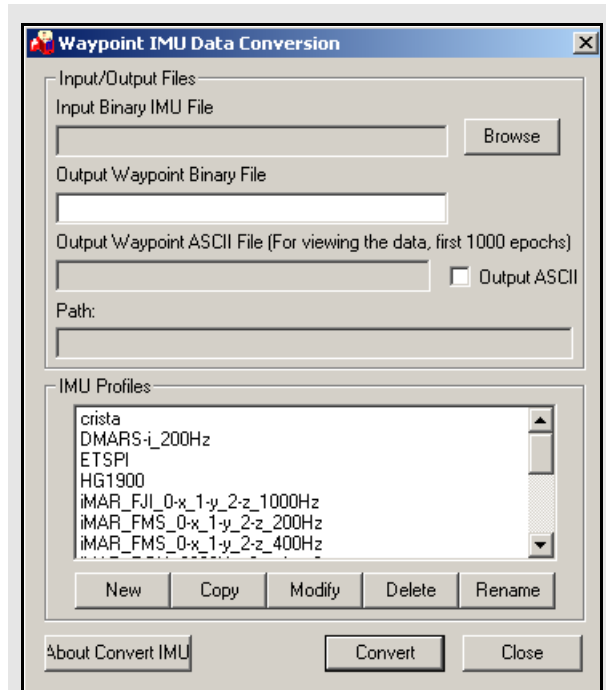 Waypoint IMU Data Conversion
Input/Output Files
Input Binary IMU File
Browse
Output Waypoint Binary File
Output Waypoint ASCII File (For viewing the data, first 1000 epochs)
Output ASCII
Path:
IMU Profiles
crista
DMARS-i_200Hz
ETSPI
HG1900
iMAR_FJI_0-x_1-y_2-z_1000Hz
iMAR_FMS_0-x_1-y_2-z_200Hz
iMAR_FMS_0-x_1-y_2-z_400Hz
New Copy Modify Delete Rename
About Convert IMU Convert Close